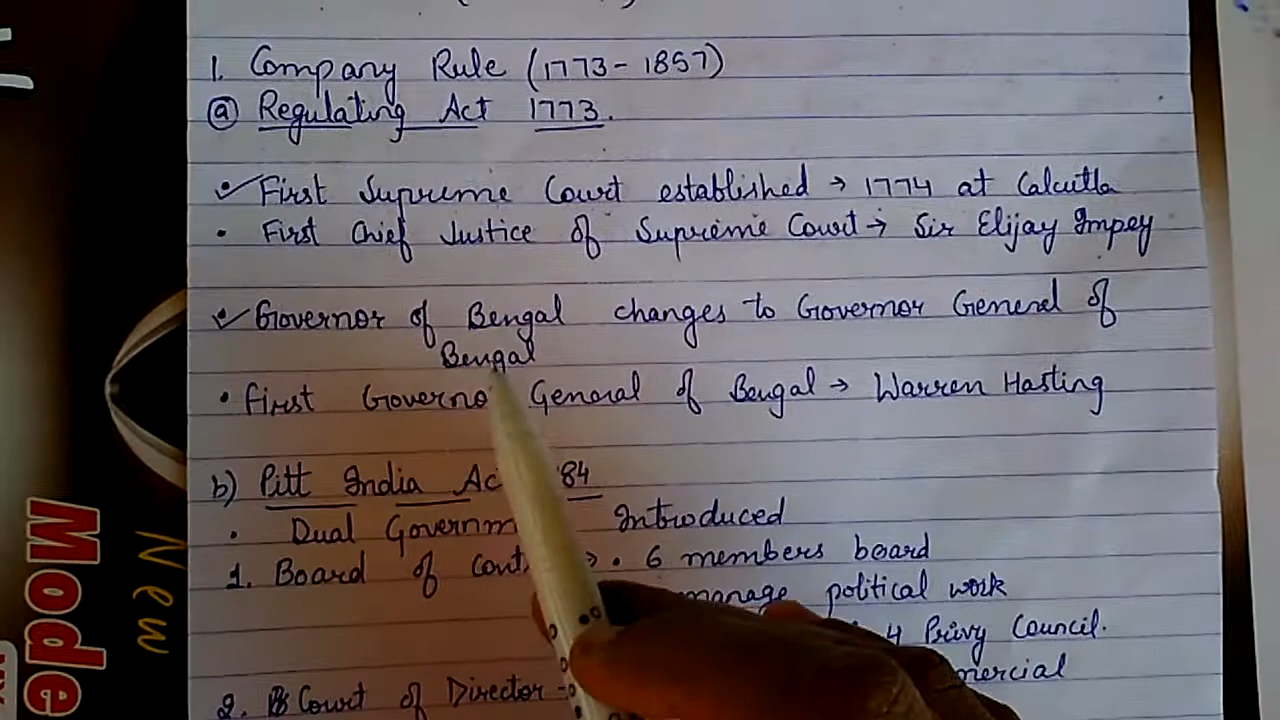 1. Company Rule (1773-1857)
ⓐ Regulating Act 1773.
• First Supreme Court established → 1774 at Calcutta
• First Chief Justice of Supreme Court → Sir Elijay Impey
• Governor of Bengal changes to Governor General of
Bengal
• First Governo General of Bengal → Warren Hasting
b) Pitt India Ac 84
• Dual Governm Introduced
1. Board of Cont → • 6 members board
manage political work
4 Privy Council.
mercial
2. Court of Director -
Mode
New